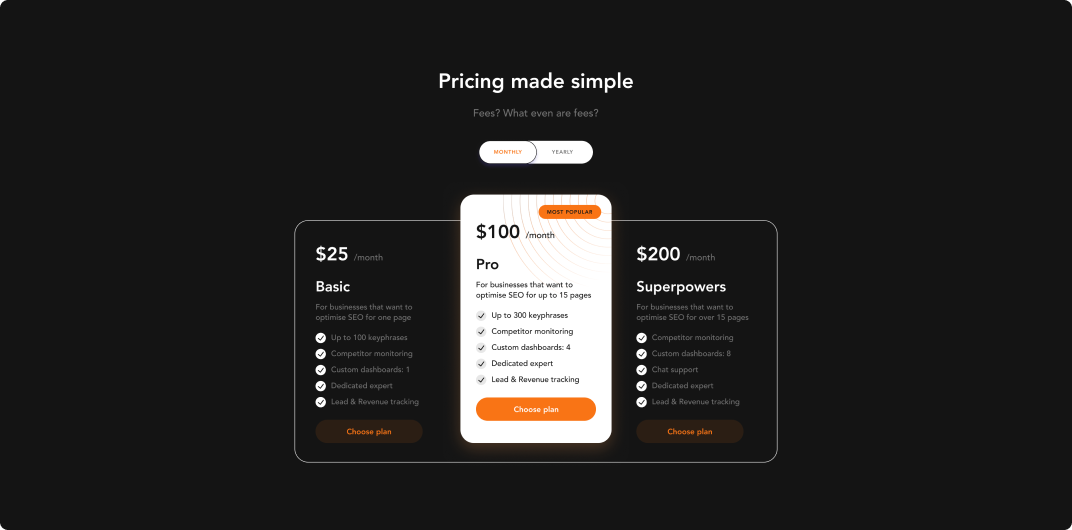 Pricing made simple
Fees? What even are fees?
MONTHLY
YEARLY
$25 /month
Basic
For businesses that want to
optimise SEO for one page
Up to 100 keyphrases
Competitor monitoring
Custom dashboards: 1
Dedicated expert
Lead & Revenue tracking
Choose plan
MOST POPULAR
$100 /month
Pro
For businesses that want to
optimise SEO for up to 15 pages
Up to 300 keyphrases
Competitor monitoring
Custom dashboards: 4
Dedicated expert
Lead & Revenue tracking
Choose plan
$200 /month
Superpowers
For businesses that want to
optimise SEO for over 15 pages
Competitor monitoring
Custom dashboards: 8
Chat support
Dedicated expert
Lead & Revenue tracking
Choose plan